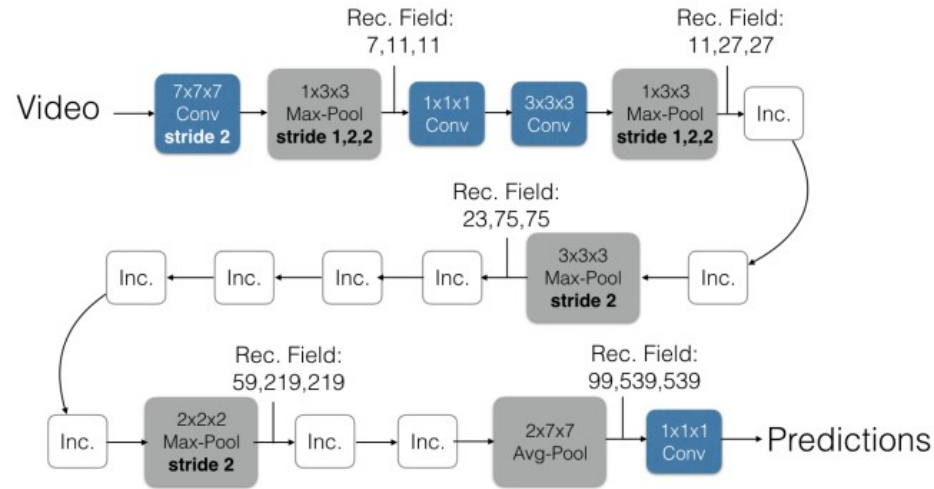 Rec. Field:
7,11,11
Rec. Field:
11,27,27
Video
7x7x7
Conv
stride 2
1x3x3
Max-Pool
stride 1,2,2
1x1x1
Conv
3x3x3
Conv
1x3x3
Max-Pool
stride 1,2,2
Inc.
Rec. Field:
23,75,75
Inc.
Inc.
Inc.
Inc.
3x3x3
Max-Pool
stride 2
Inc.
Rec. Field:
59,219,219
Rec. Field:
99,539,539
Inc.
2x2x2
Max-Pool
stride 2
Inc.
Inc.
2x7x7
Avg-Pool
1x1x1
Conv
Predictions